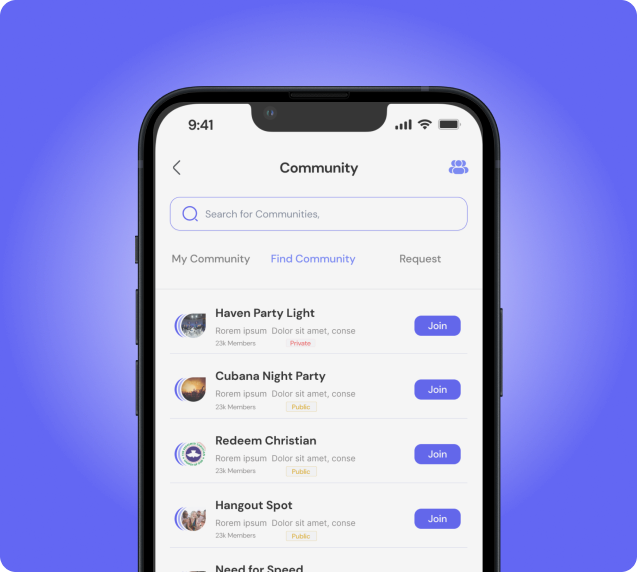 9:41
Community
Search for Communities,
My Community Find Community Request
Haven Party Light
Rorem ipsum Dolor sit amet, conse
Join
23k Members Private
Cubana Night Party
Rorem ipsum Dolor sit amet, conse
Join
23k Members Public
Redeem Christian
Rorem ipsum Dolor sit amet, conse
Join
23k Members Public
Hangout Spot
Rorem ipsum Dolor sit amet, conse
Join
23k Members Public
Need for Speed